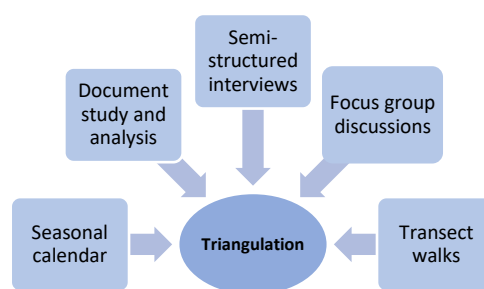 Semi-
structured
interviews
Document
study and
analysis
Focus group
discussions
Seasonal
calendar
Triangulation
Transect
walks